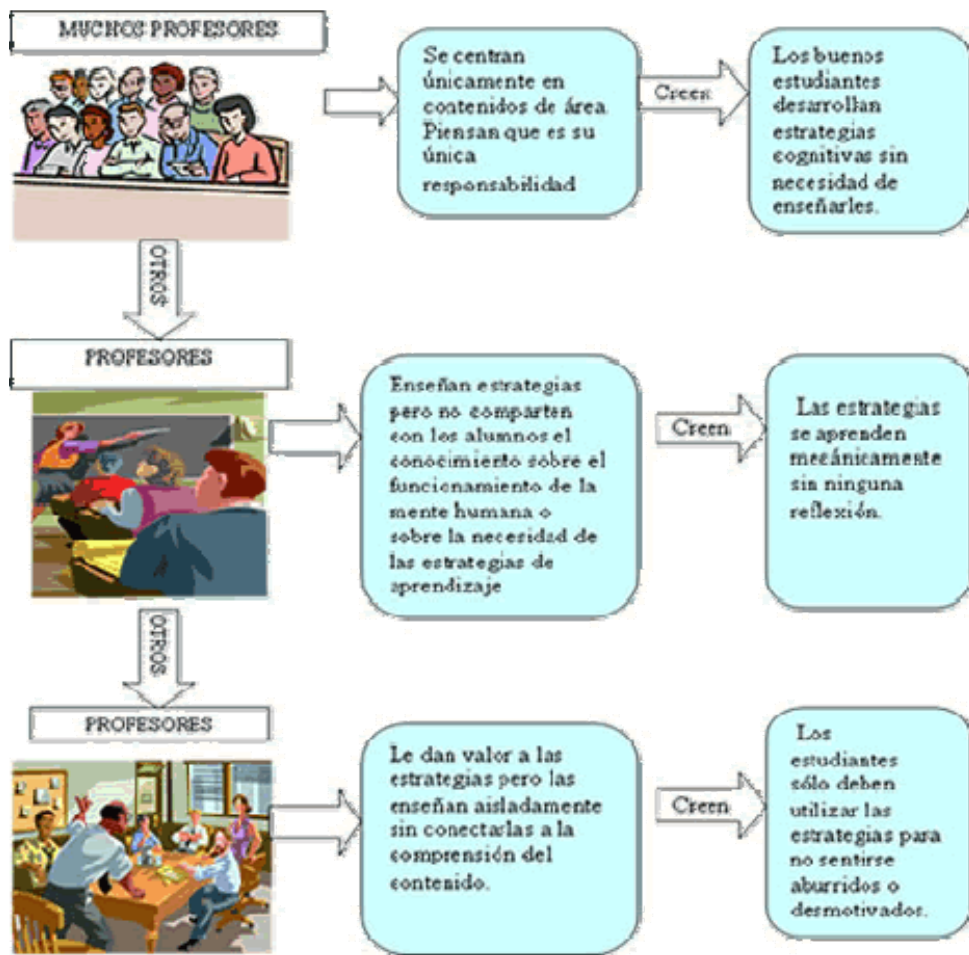 MUCHOS PROFESORES
Se centran
únicamente en
contenidos de área.
Piensan que es su
única
responsabilidad
Creen
Los buenos
estudiantes
desarrollan
estrategias
cognitivas sin
necesidad de
enseñarles.
OTROS
PROFESORES
Enseñan estrategias
pero no comparten
con los alumnos el
conocimiento sobre el
funcionamiento de la
mente humana o
sobre la necesidad de
las estrategias de
aprendizaje
Creen
Las estrategias
se aprenden
mecánicamente
sin ninguna
reflexión.
OTROS
PROFESORES
Le dan valor a las
estrategias pero las
enseñan aisladamente
sin conectarlas a la
comprensión del
contenido.
Creen
Los
estudiantes
sólo deben
utilizar las
estrategias para
no sentirse
aburridos o
desmotivados.